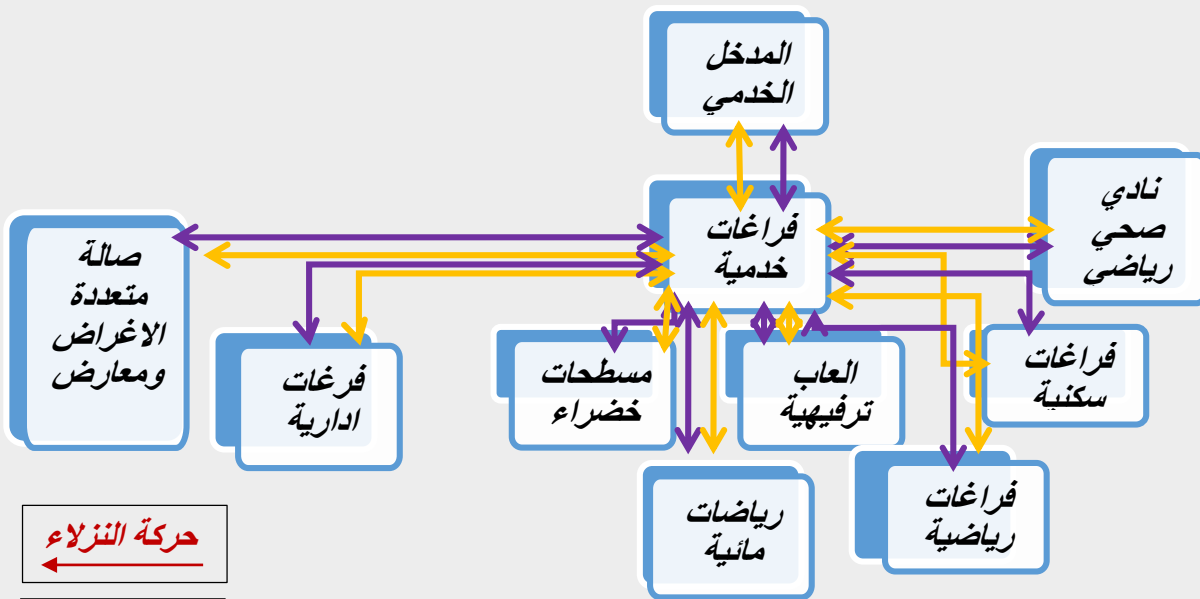 المدخل
الخدمي
فراغات
خدمية
نادي
صحي
رياضي
صالة
متعددة
الاغراض
ومعارض
فرغات
ادارية
مسطحات
خضراء
العاب
ترفيهية
فراغات
سكنية
رياضات
مائية
فراغات
رياضية
حركة النزلاء